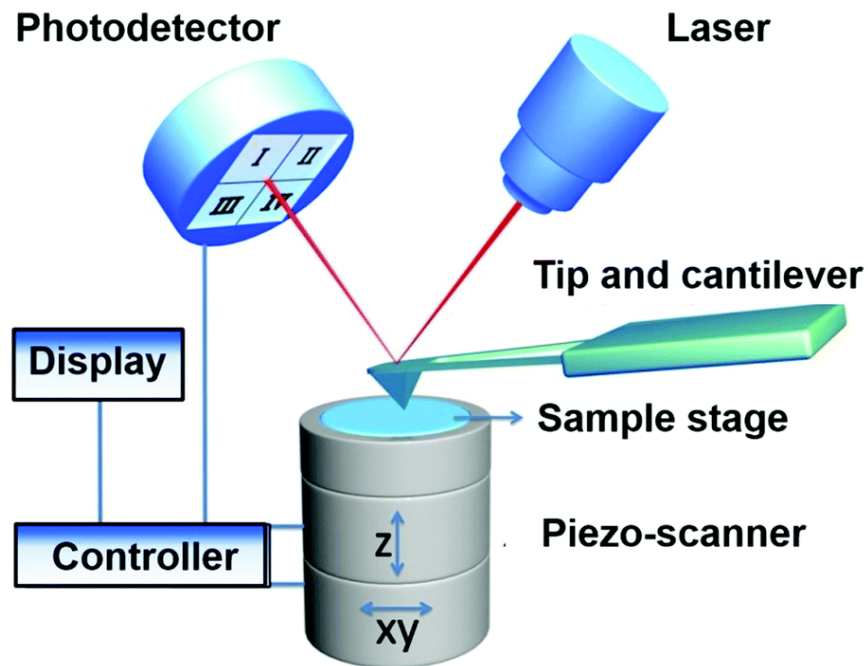 Photodetector
Laser
I
II
III
IV
Tip and cantilever
Display
Sample stage
Controller
Piezo-scanner
z
xy